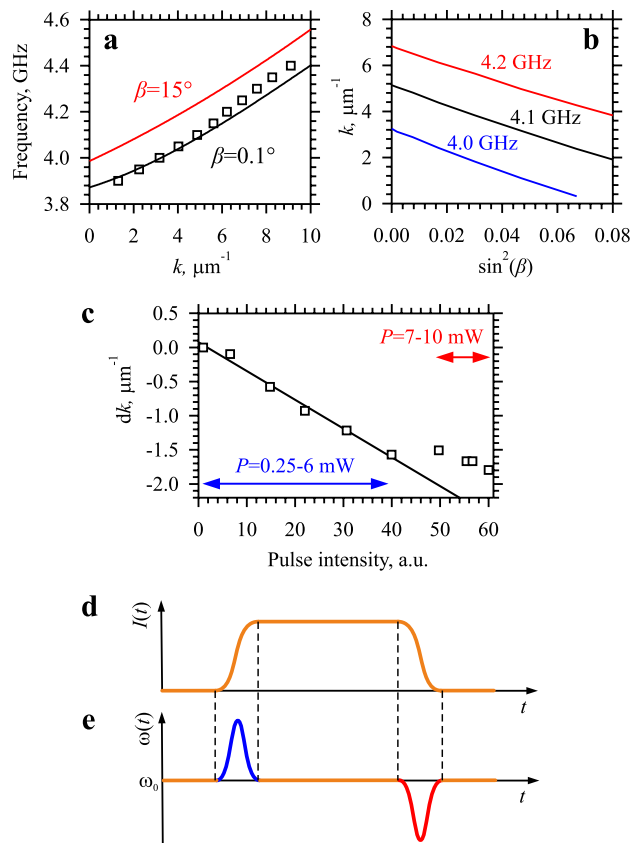 a
Frequency, GHz
4.6
4.4
4.2
4.0
3.8
β=15°
β=0.1°
0 2 4 6 8 10
k, μm⁻¹
b
k, μm⁻¹
8
6
4
2
0
4.2 GHz
4.1 GHz
4.0 GHz
0.00 0.02 0.04 0.06 0.08
sin²(β)
c
dk, μm⁻¹
0.5
0.0
-0.5
-1.0
-1.5
-2.0
P=7-10 mW
P=0.25-6 mW
0 10 20 30 40 50 60
Pulse intensity, a.u.
d
I(t)
t
e
ω(t)
ω₀
t